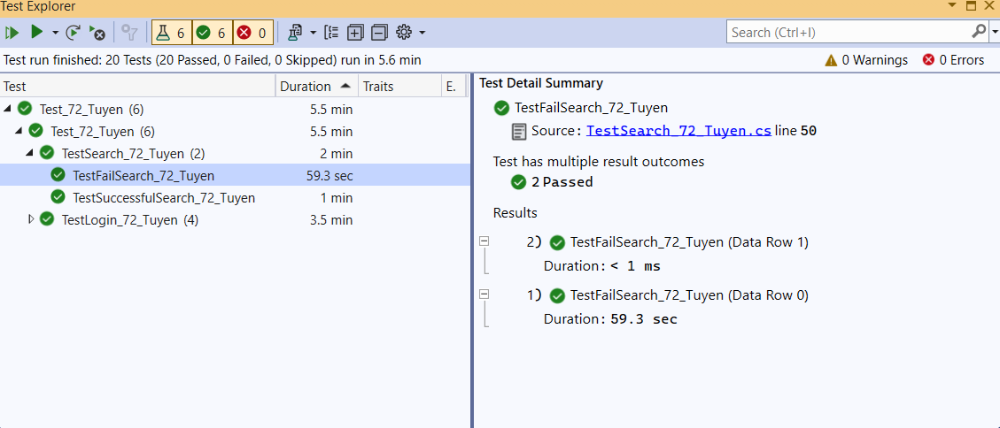 Test Explorer
6 6 0
Search (Ctrl+I)
Test run finished: 20 Tests (20 Passed, 0 Failed, 0 Skipped) run in 5.6 min
0 Warnings 0 Errors
Test Duration Traits E.
Test_72_Tuyen (6) 5.5 min
Test_72_Tuyen (6) 5.5 min
TestSearch_72_Tuyen (2) 2 min
TestFailSearch_72_Tuyen 59.3 sec
TestSuccessfulSearch_72_Tuyen 1 min
TestLogin_72_Tuyen (4) 3.5 min
Test Detail Summary
TestFailSearch_72_Tuyen
Source: TestSearch_72_Tuyen.cs line 50
Test has multiple result outcomes
2 Passed
Results
2) TestFailSearch_72_Tuyen (Data Row 1)
Duration: < 1 ms
1) TestFailSearch_72_Tuyen (Data Row 0)
Duration: 59.3 sec